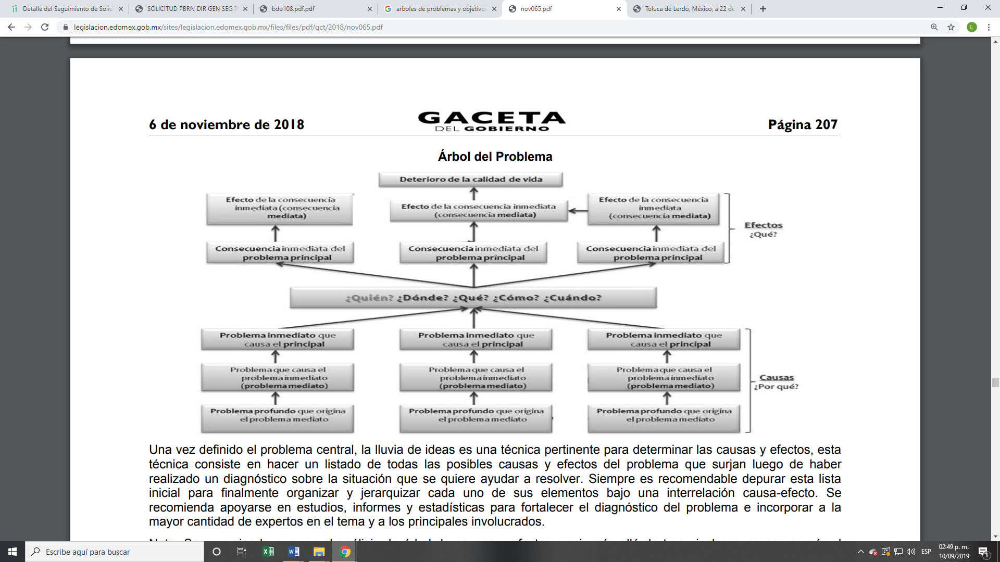 Detalle del Seguimiento de Solici
SOLICITUD PBRN DIR GEN SEG P
bdo108.pdf.pdf
arboles de problemas y objetivos
nov065.pdf
Toluca de Lerdo, México, a 22 de
legislacion.edomex.gob.mx/sites/legislacion.edomex.gob.mx/files/files/pdf/gct/2018/nov065.pdf
L
6 de noviembre de 2018
GACETA
DEL GOBIERNO
Página 207
Árbol del Problema
Deterioro de la calidad de vida
Efecto de la consecuencia
inmediata (consecuencia
mediata)
Efecto de la consecuencia inmediata
(consecuencia mediata)
Efecto de la consecuencia
inmediata
(consecuencia mediata)
Efectos
¿Qué?
Consecuencia inmediata del
problema principal
Consecuencia inmediata del
problema principal
Consecuencia inmediata del
problema principal
¿Quién? ¿Dónde? ¿Qué? ¿Cómo? ¿Cuándo?
Problema inmediato que
causa el principal
Problema inmediato que
causa el principal
Problema inmediato que
causa el principal
Problema que causa el
problema inmediato
(problema mediato)
Problema que causa el
problema inmediato
(problema mediato)
Problema que causa el
problema inmediato
(problema mediato)
Causas
¿Por qué?
Problema profundo que origina
el problema mediato
Problema profundo que origina
el problema mediato
Problema profundo que origina
el problema mediato
Una vez definido el problema central, la lluvia de ideas es una técnica pertinente para determinar las causas y efectos, esta
técnica consiste en hacer un listado de todas las posibles causas y efectos del problema que surjan luego de haber
realizado un diagnóstico sobre la situación que se quiere ayudar a resolver. Siempre es recomendable depurar esta lista
inicial para finalmente organizar y jerarquizar cada uno de sus elementos bajo una interrelación causa-efecto. Se
recomienda apoyarse en estudios, informes y estadísticas para fortalecer el diagnóstico del problema e incorporar a la
mayor cantidad de expertos en el tema y a los principales involucrados.
Escribe aquí para buscar
ESP
02:49 p. m.
10/09/2019
1